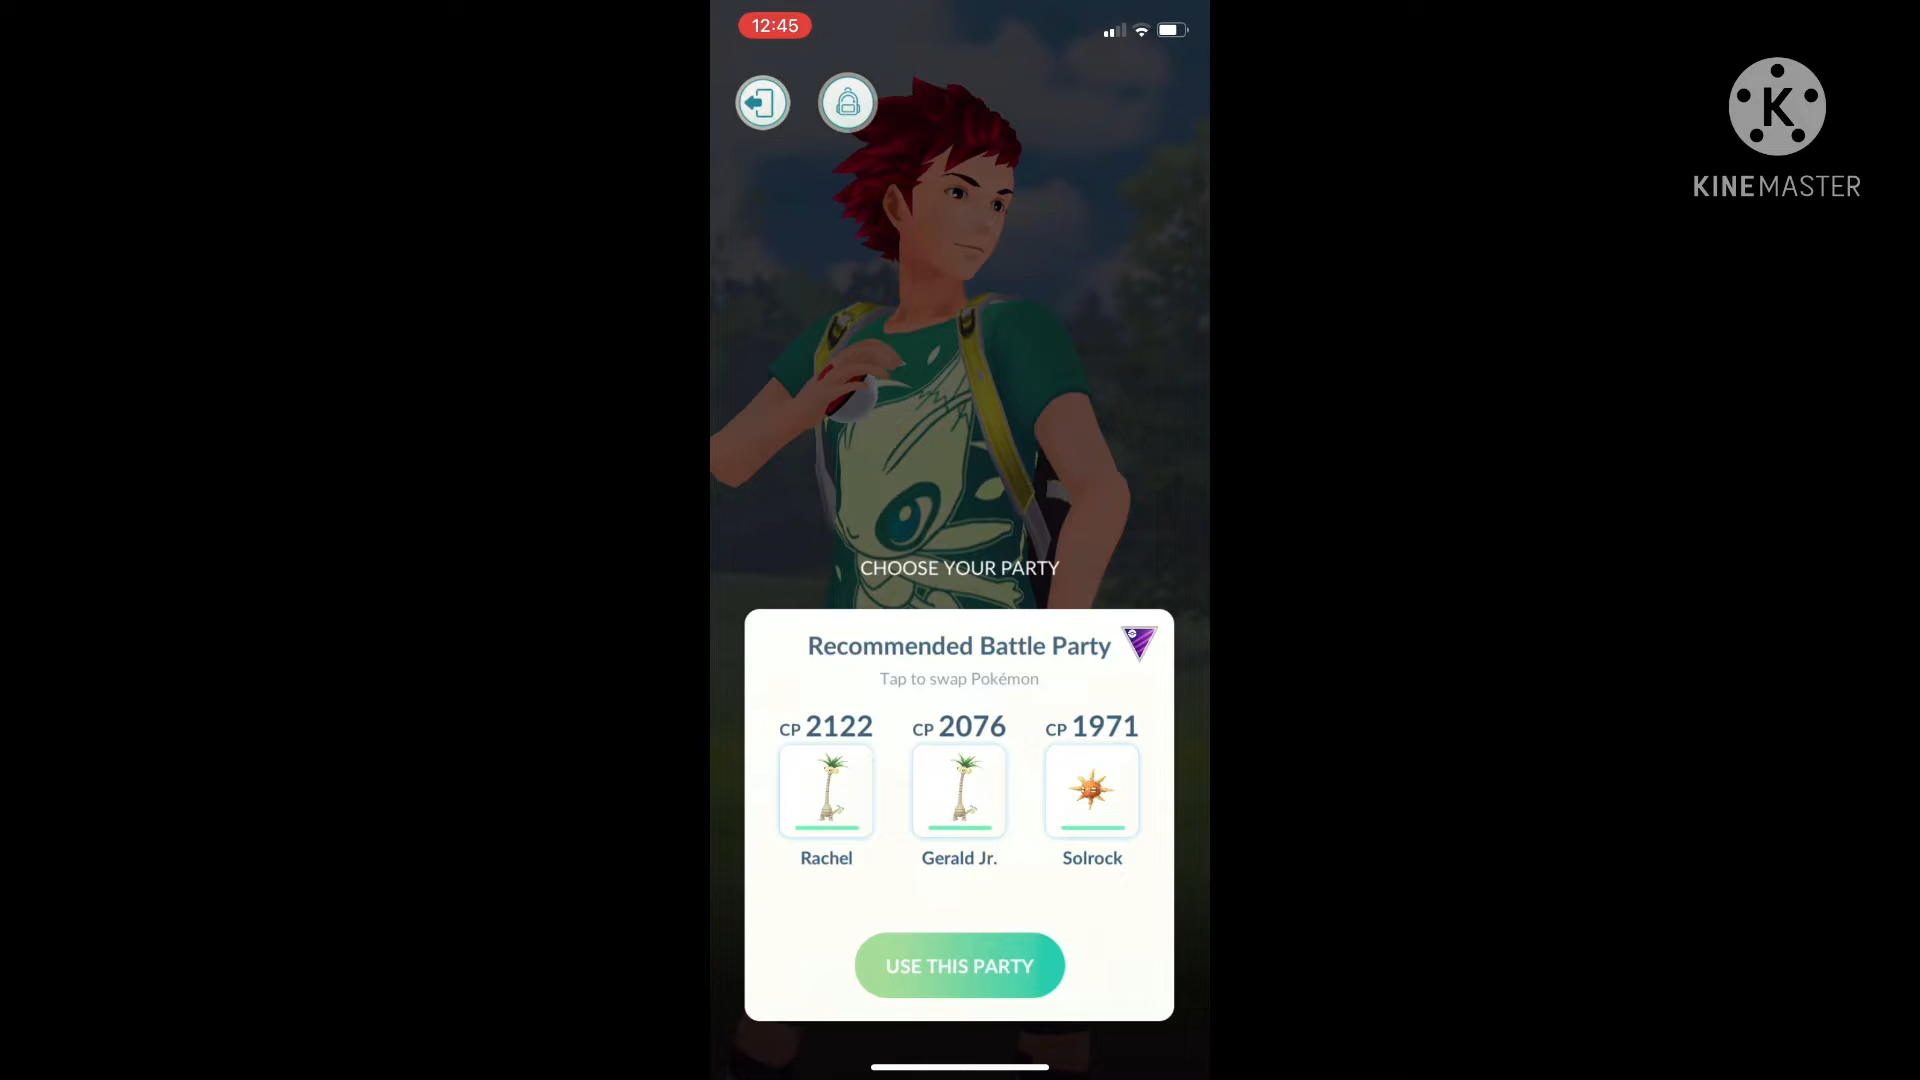 12:45
K
KINEMASTER
CHOOSE YOUR PARTY
Recommended Battle Party
Tap to swap Pokémon
CP 2122 CP 2076 CP 1971
Rachel Gerald Jr. Solrock
USE THIS PARTY